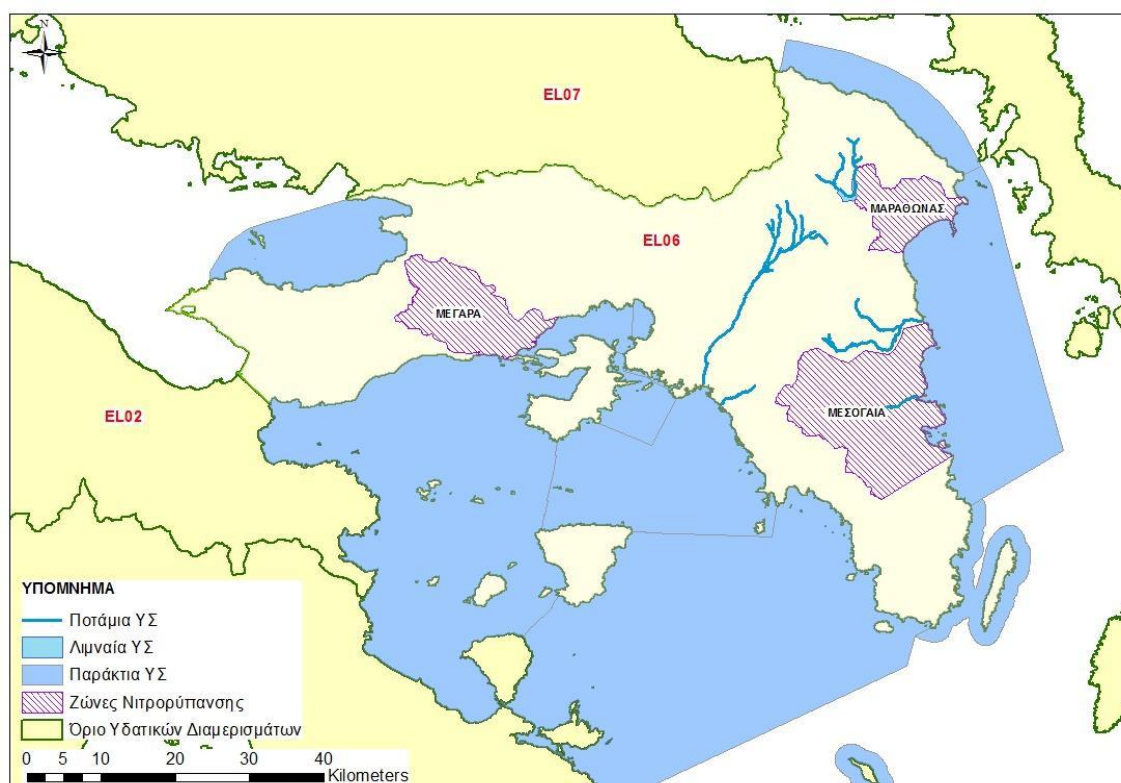 N
EL07
ΜΑΡΑΘΩΝΑΣ
EL06
ΜΕΓΑΡΑ
EL02
ΜΕΣΟΓΑΙΑ
ΥΠΟΜΝΗΜΑ
Ποτάμια ΥΣ
Λιμναία ΥΣ
Παράκτια ΥΣ
Ζώνες Νιτρορύπανσης
Όριο Υδατικών Διαμερισμάτων
0 5 10 20 30 40
Kilometers